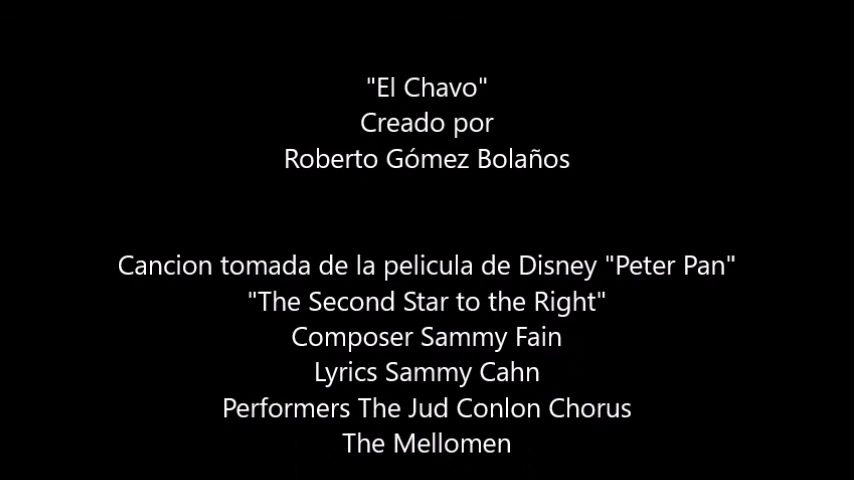 "El Chavo"
Creado por
Roberto Gómez Bolaños
Cancion tomada de la pelicula de Disney "Peter Pan"
"The Second Star to the Right"
Composer Sammy Fain
Lyrics Sammy Cahn
Performers The Jud Conlon Chorus
The Mellomen